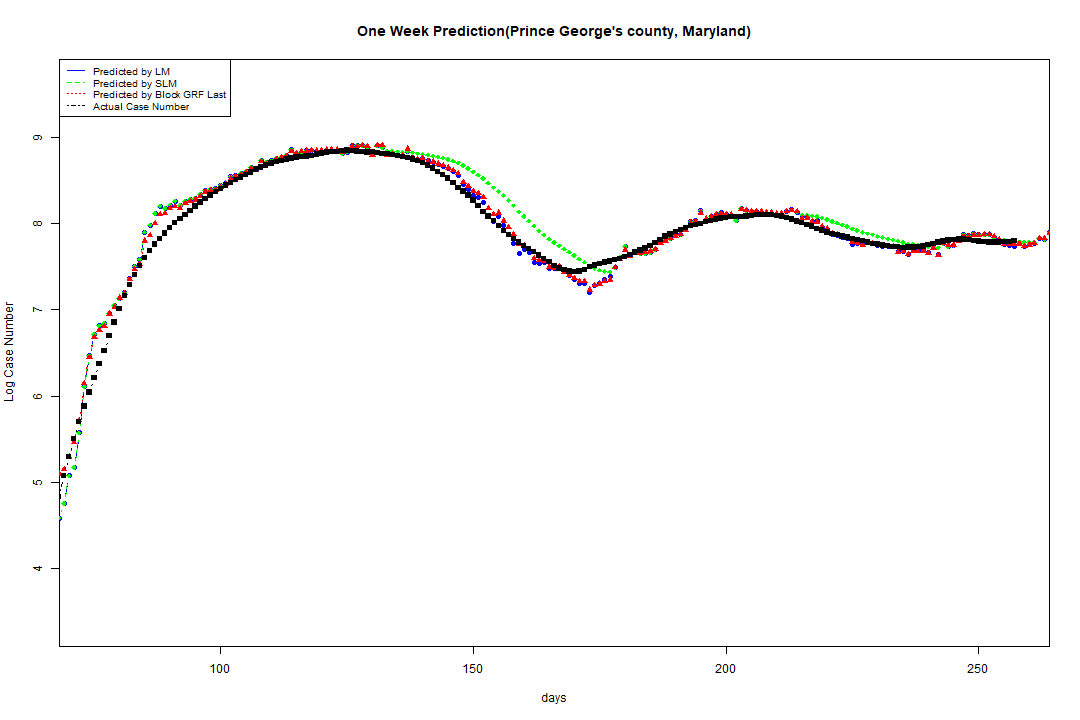 One Week Prediction(Prince George's county, Maryland)
Predicted by LM
Predicted by SLM
Predicted by Block GRF Last
Actual Case Number
9
8
7
6
5
4
Log Case Number
100 150 200 250
days